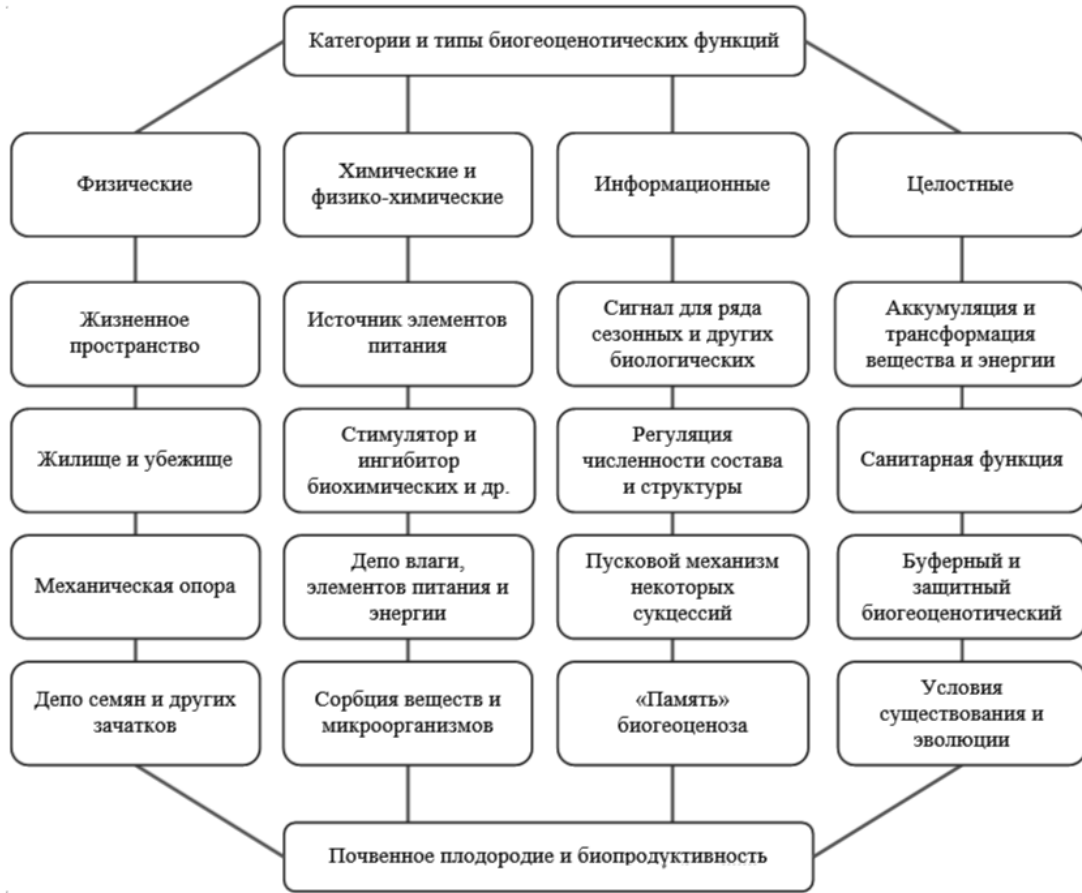 Категории и типы биогеоценотических функций
Физические
Химические и
физико-химические
Информационные
Целостные
Жизненное
пространство
Источник элементов
питания
Сигнал для ряда
сезонных и других
биологических
Аккумуляция и
трансформация
вещества и энергии
Жилище и убежище
Стимулятор и
ингибитор
биохимических и др.
Регуляция
численности состава
и структуры
Санитарная функция
Механическая опора
Депо влаги,
элементов питания и
энергии
Пусковой механизм
некоторых
сукцессий
Буферный и
защитный
биогеоценотический
Депо семян и других
зачатков
Сорбция веществ и
микроорганизмов
«Память»
биогеоценоза
Условия
существования и
эволюции
Почвенное плодородие и биопродуктивность